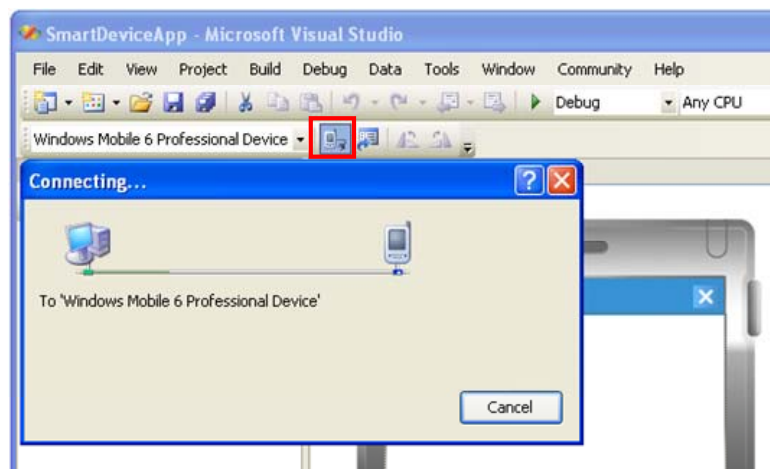 SmartDeviceApp - Microsoft Visual Studio
File Edit View Project Build Debug Data Tools Window Community Help
Debug Any CPU
Windows Mobile 6 Professional Device
Connecting...
To 'Windows Mobile 6 Professional Device'
Cancel